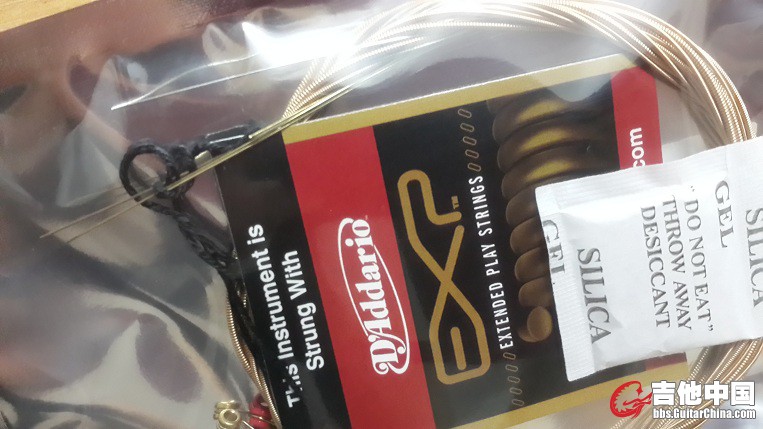 This Instrument is
Strung With
D'Addario
EXP™
EXTENDED PLAY STRINGS
.com
SILICA
GEL
"DO NOT EAT"
THROW AWAY
DESICCANT
SILICA
GEL
吉他中国
bbs.GuitarChina.com